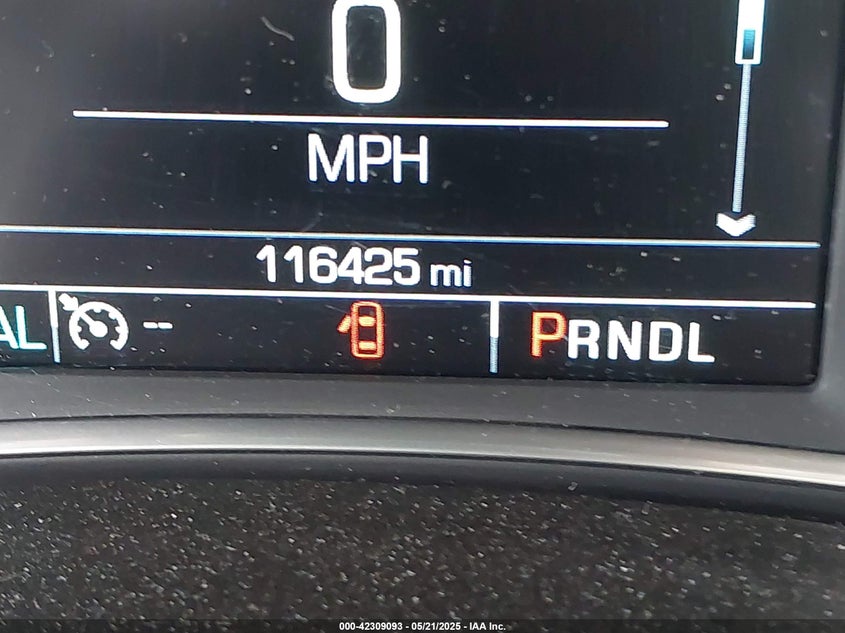 0
MPH
116425 mi
AL -- PRNDL
000-42309093 - 05/21/2025 - IAA Inc.